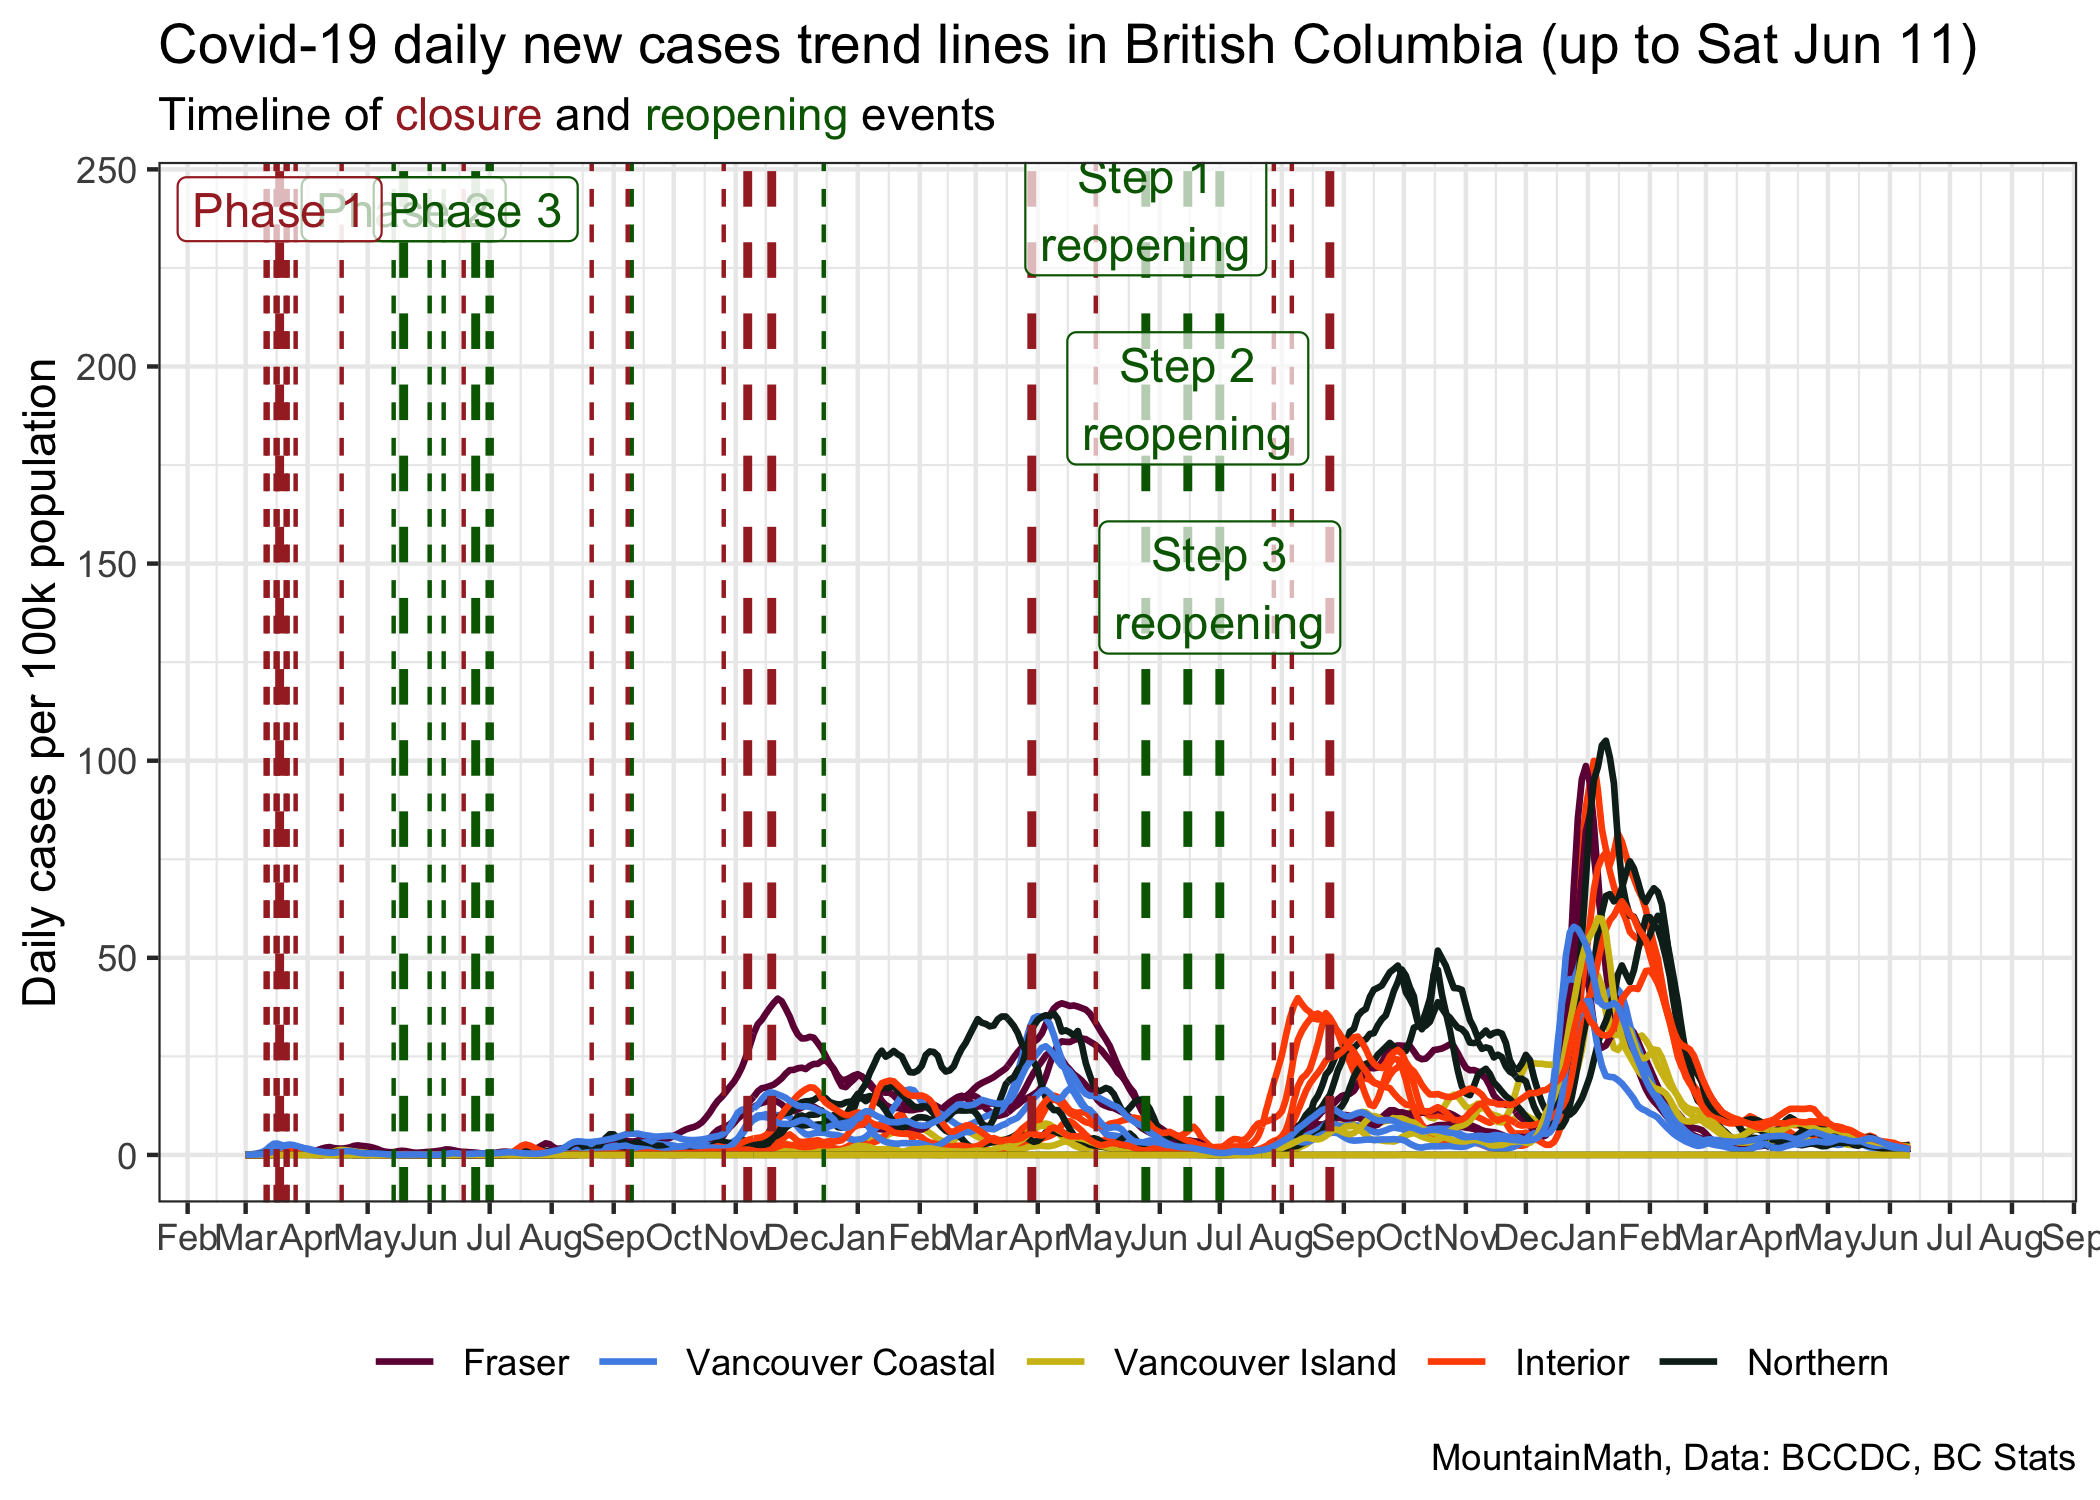 Covid-19 daily new cases trend lines in British Columbia (up to Sat Jun 11)
Timeline of closure and reopening events
Daily cases per 100k population
250
200
150
100
50
0
Phase 1
Phase 2
Phase 3
Step 1
reopening
Step 2
reopening
Step 3
reopening
Feb Mar Apr May Jun Jul Aug Sep Oct Nov Dec Jan Feb Mar Apr May Jun Jul Aug Sep Oct Nov Dec Jan Feb Mar Apr May Jun Jul Aug Sep
Fraser Vancouver Coastal Vancouver Island Interior Northern
MountainMath, Data: BCCDC, BC Stats